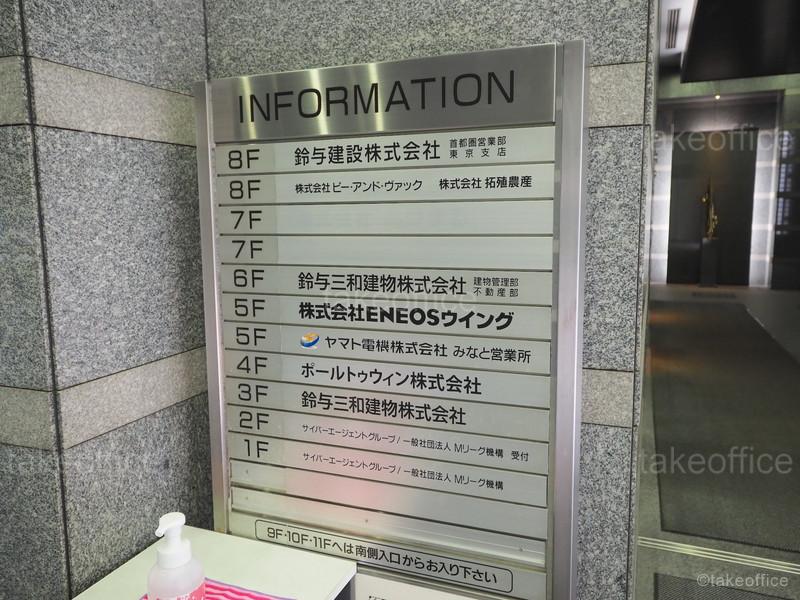 INFORMATION
8F 鈴与建設株式会社 首都圏営業部 東京支店
8F 株式会社 ピー・アンド・ヴァック 株式会社 拓殖農産
7F
7F
6F 鈴与三和建物株式会社 建物管理部 不動産部
5F 株式会社ENEOSウイング
5F ヤマト電機株式会社 みなと営業所
4F ポールトゥウィン株式会社
3F 鈴与三和建物株式会社
2F サイバーエージェントグループ / 一般社団法人 Mリーグ機構 受付
1F サイバーエージェントグループ / 一般社団法人 Mリーグ機構
9F・10F・11Fへは南側入口からお入り下さい
takeoffice
takeoffice
takeoffice
takeoffice
takeoffice
takeoffice
©takeoffice